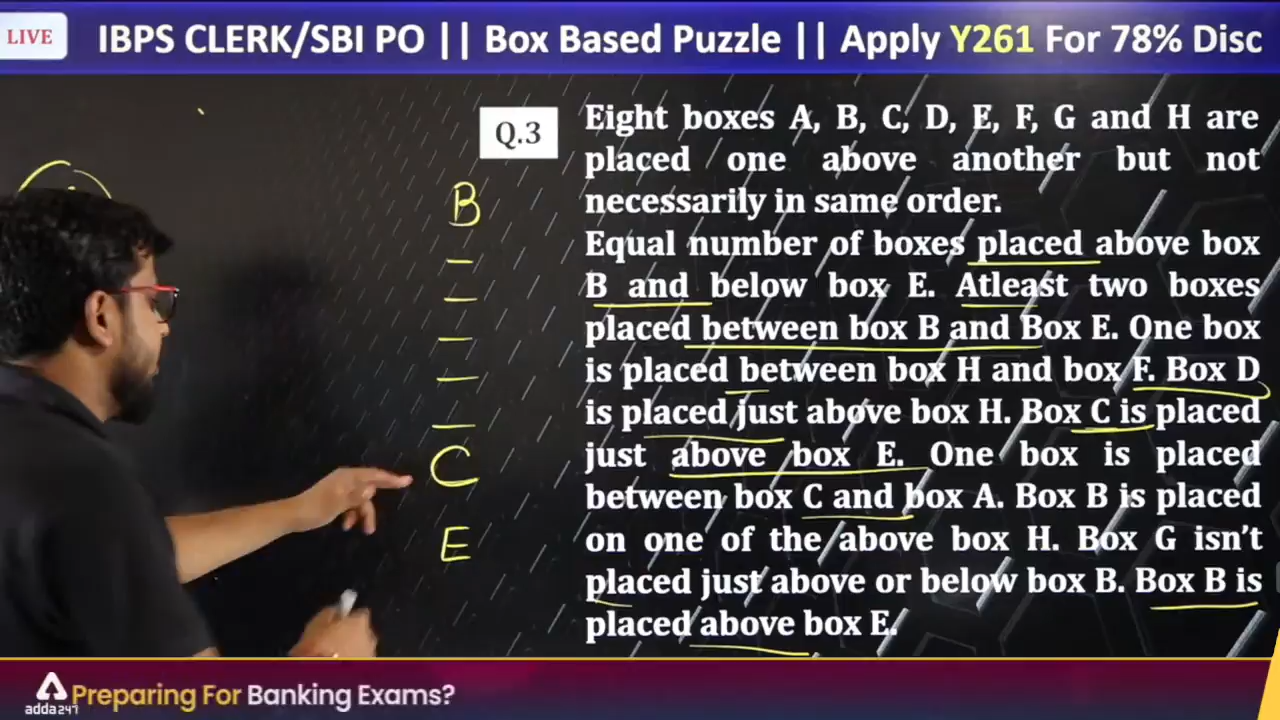 LIVE
IBPS CLERK/SBI PO || Box Based Puzzle || Apply Y261 For 78% Disc
Q.3
Eight boxes A, B, C, D, E, F, G and H are
placed one above another but not
necessarily in same order.
Equal number of boxes placed above box
B and below box E. Atleast two boxes
placed between box B and Box E. One box
is placed between box H and box F. Box D
is placed just above box H. Box C is placed
just above box E. One box is placed
between box C and box A. Box B is placed
on one of the above box H. Box G isn't
placed just above or below box B. Box B is
placed above box E.
B
C
E
Preparing For Banking Exams?
adda247